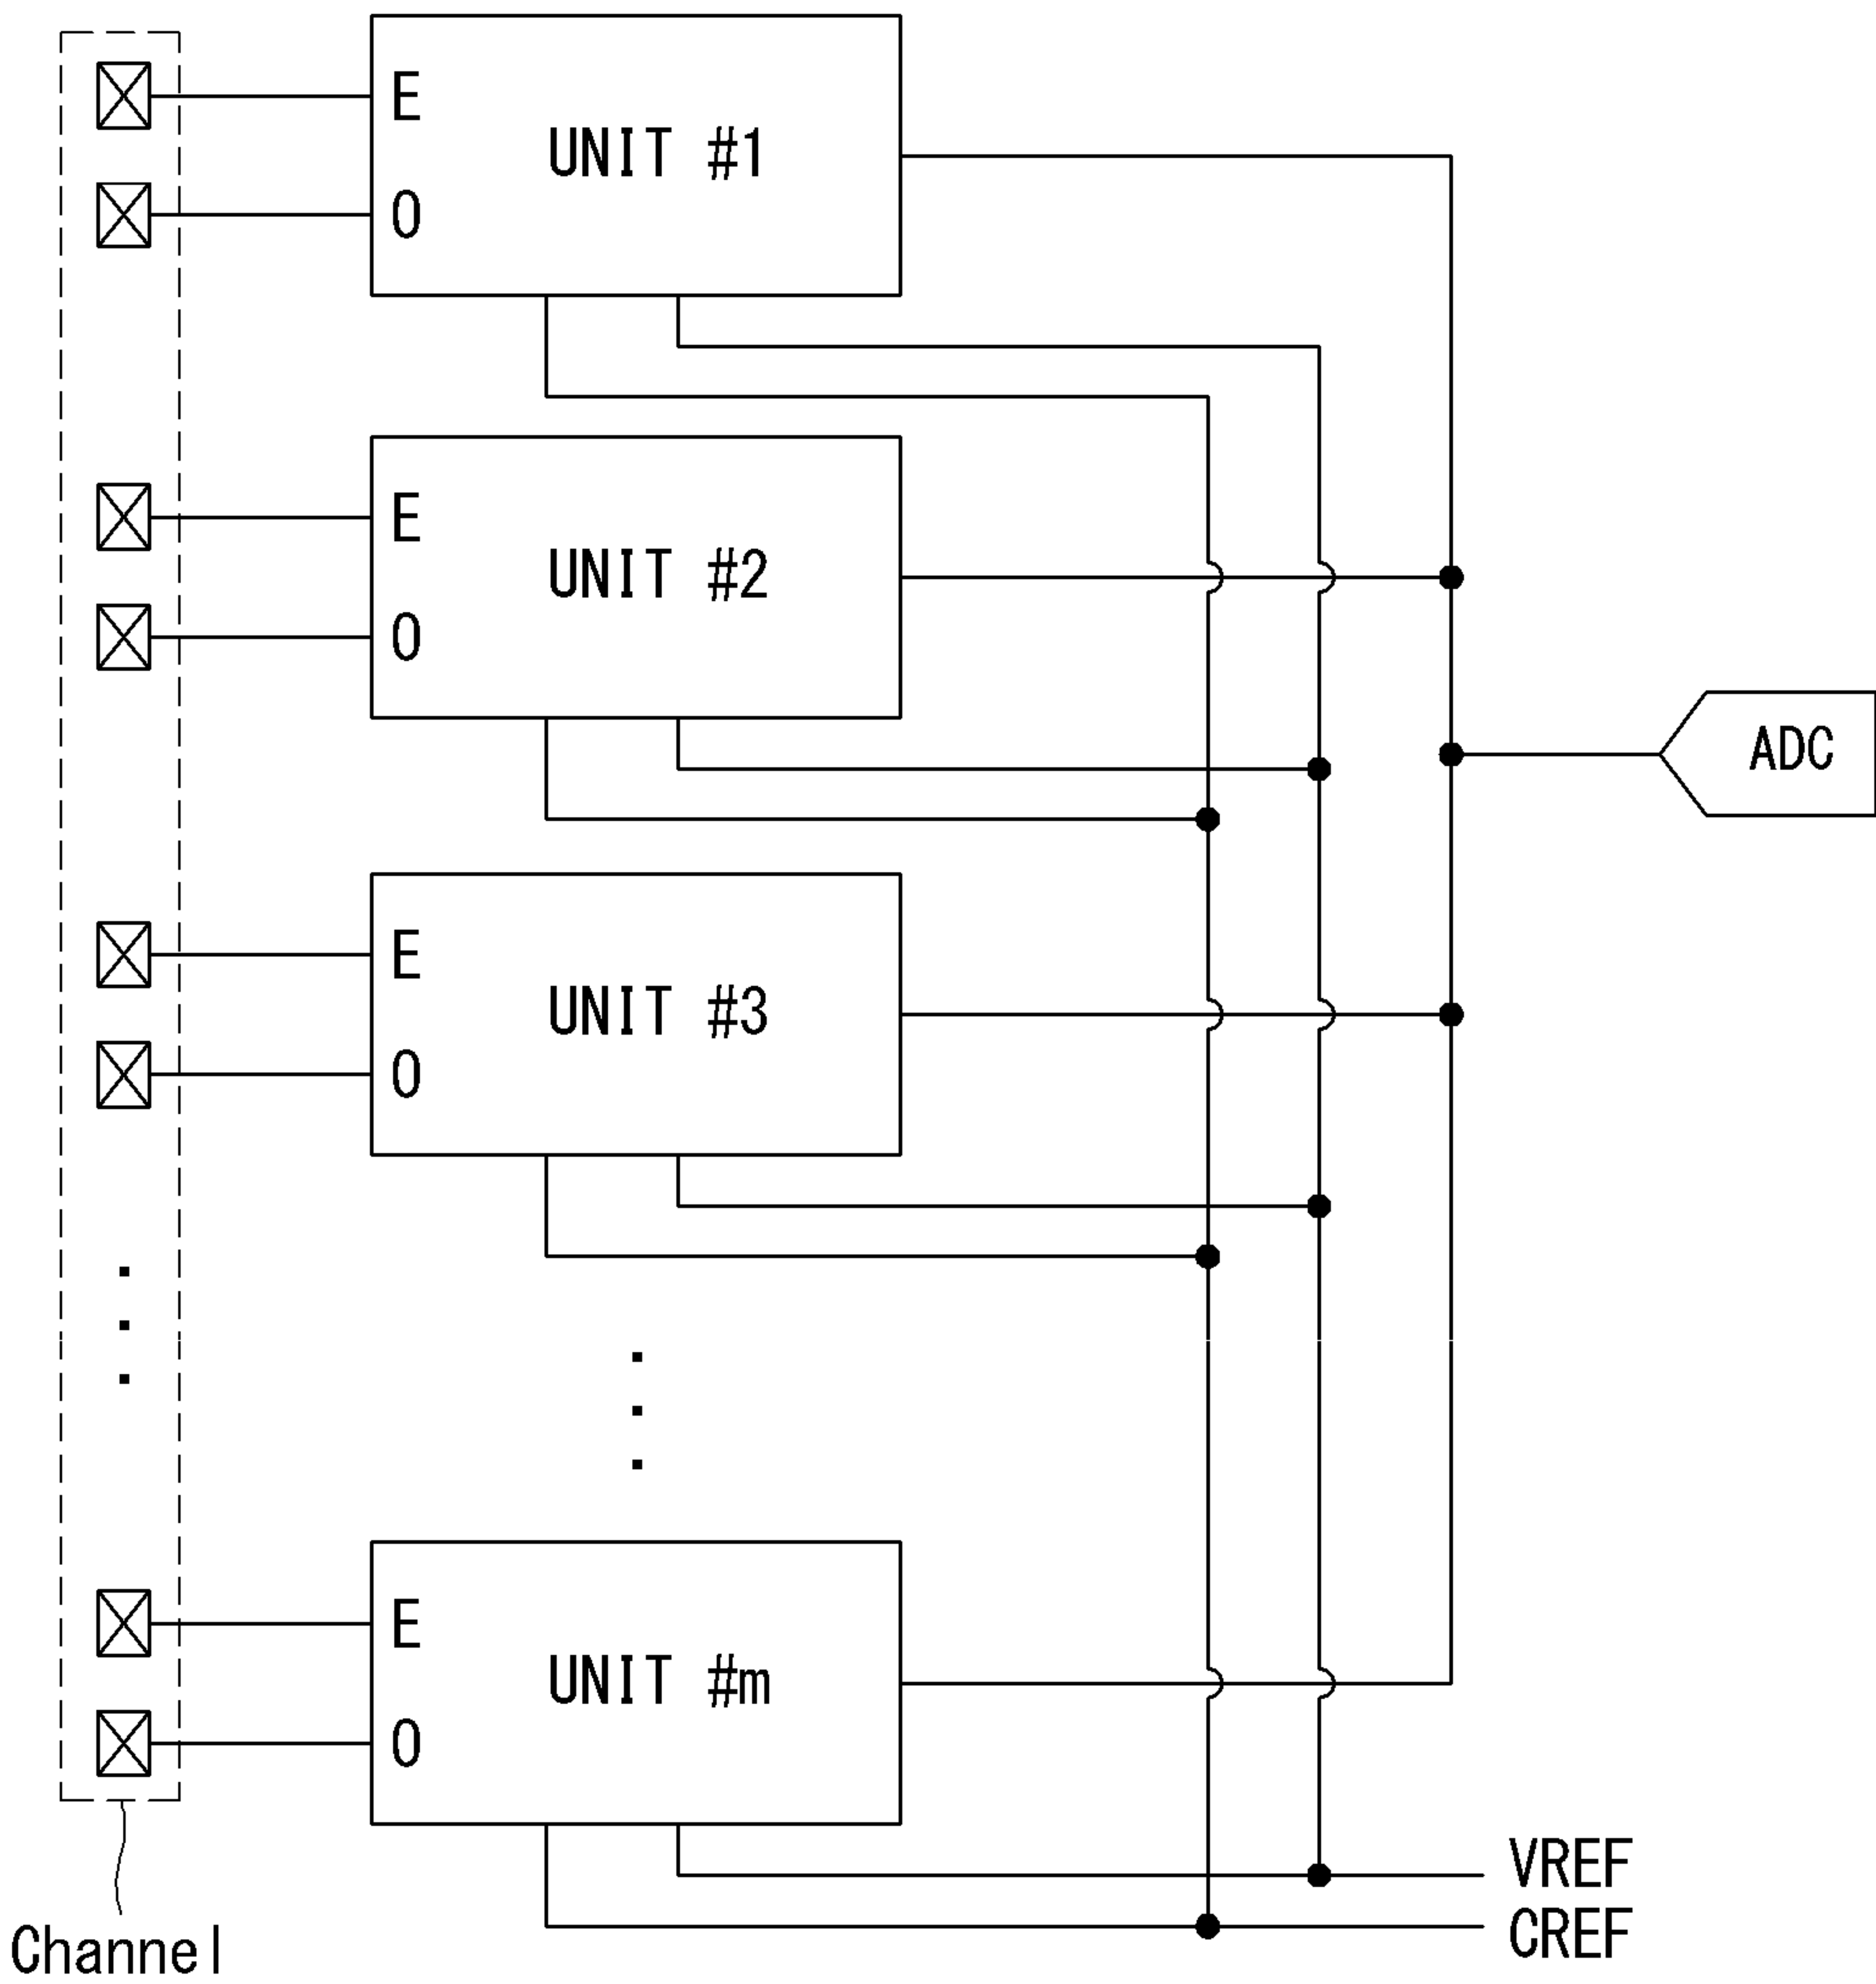 E
UNIT #1
O
E
UNIT #2
O
ADC
E
UNIT #3
O
E
UNIT #m
O
VREF
CREF
Channel